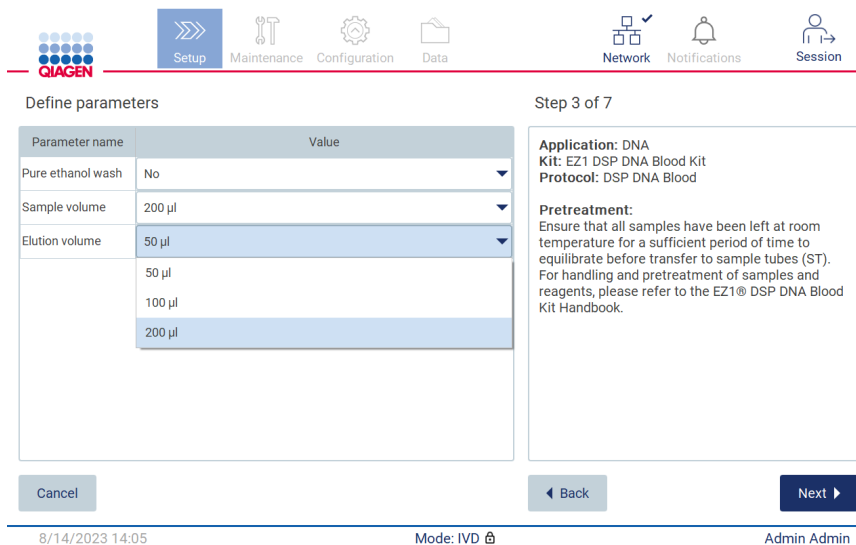 QIAGEN
Setup
Maintenance
Configuration
Data
Network
Notifications
Session
Define parameters
Step 3 of 7
Parameter name
Value
Pure ethanol wash
No
Sample volume
200 µl
Elution volume
50 µl
50 µl
100 µl
200 µl
Application: DNA
Kit: EZ1 DSP DNA Blood Kit
Protocol: DSP DNA Blood
Pretreatment:
Ensure that all samples have been left at room
temperature for a sufficient period of time to
equilibrate before transfer to sample tubes (ST).
For handling and pretreatment of samples and
reagents, please refer to the EZ1® DSP DNA Blood
Kit Handbook.
Cancel
Back
Next
8/14/2023 14:05
Mode: IVD
Admin Admin